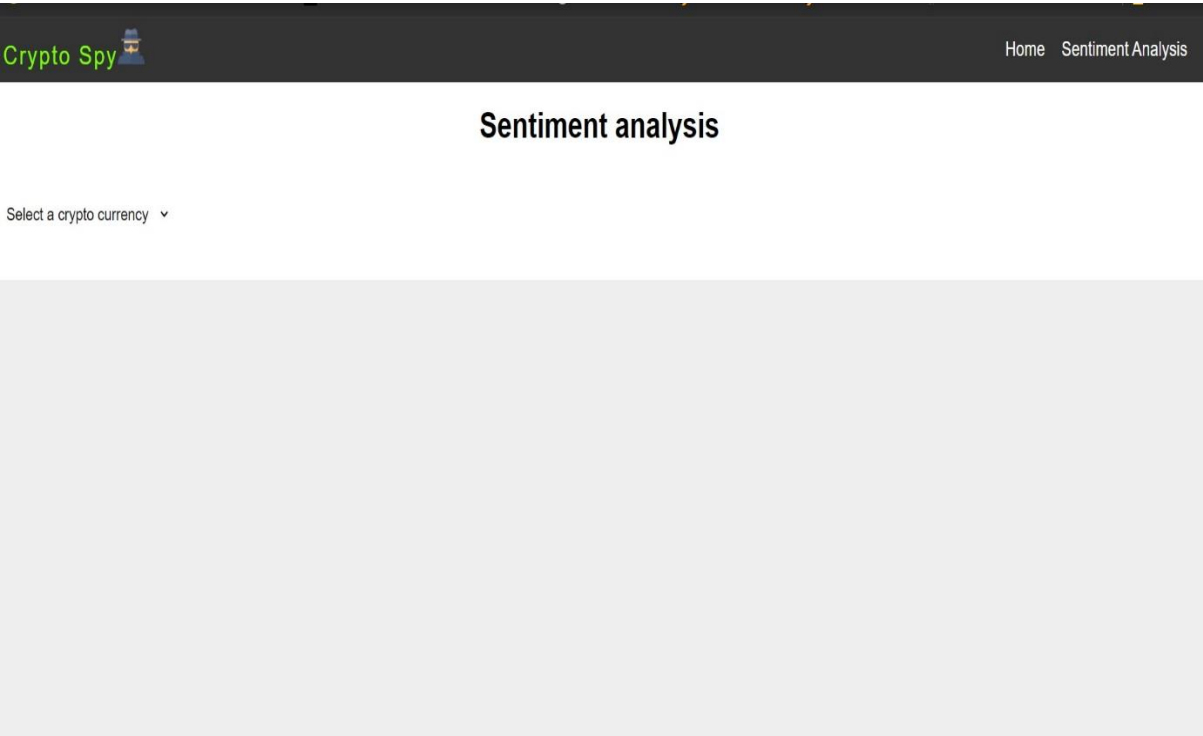 Crypto Spy
Home Sentiment Analysis
Sentiment analysis
Select a crypto currency